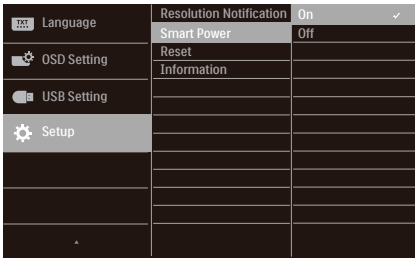 TXT Language
OSD Setting
USB Setting
Setup
Resolution Notification
Smart Power
Reset
Information
On ✓
Off